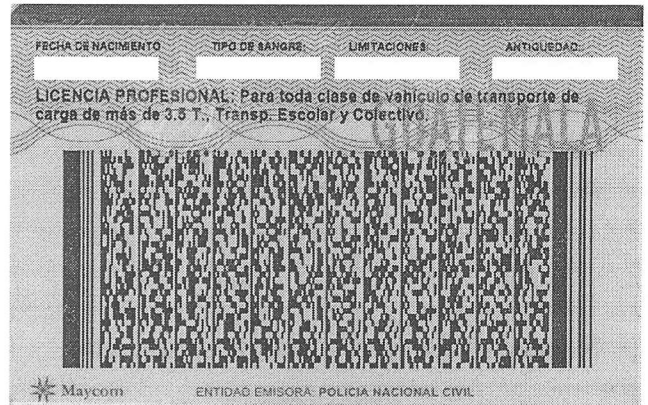 FECHA DE NACIMIENTO TIPO DE SANGRE: LIMITACIONES: ANTIGUEDAD:
LICENCIA PROFESIONAL: Para toda clase de vahiculo de transporte de
carga de más de 3.5 T., Transp. Escolar y Colectivo.
GUATEMALA
Maycom ENTIDAD EMISORA: POLICIA NACIONAL CIVIL